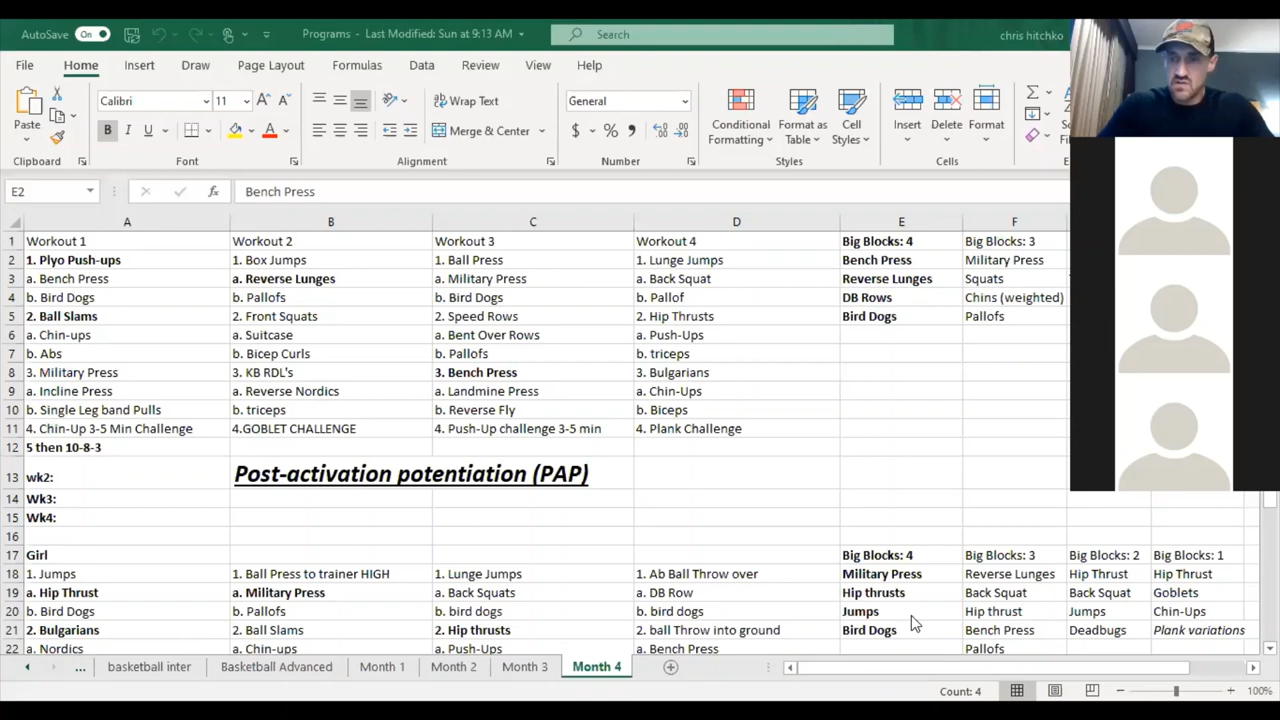 AutoSave On Programs - Last Modified: Sun at 9:13 AM Search chris hitchko
File Home Insert Draw Page Layout Formulas Data Review View Help
Paste Calibri 11 Wrap Text General Conditional Formatting Format as Table Cell Styles Insert Delete Format
B I U Merge & Center $ % 9
Clipboard Font Alignment Number Styles Cells
E2 fx Bench Press
A B C D E F
1 Workout 1 Workout 2 Workout 3 Workout 4 Big Blocks: 4 Big Blocks: 3
2 1. Plyo Push-ups 1. Box Jumps 1. Ball Press 1. Lunge Jumps Bench Press Military Press
3 a. Bench Press a. Reverse Lunges a. Military Press a. Back Squat Reverse Lunges Squats
4 b. Bird Dogs b. Pallofs b. Bird Dogs b. Pallof DB Rows Chins (weighted)
5 2. Ball Slams 2. Front Squats 2. Speed Rows 2. Hip Thrusts Bird Dogs Pallofs
6 a. Chin-ups a. Suitcase a. Bent Over Rows a. Push-Ups
7 b. Abs b. Bicep Curls b. Pallofs b. triceps
8 3. Military Press 3. KB RDL's 3. Bench Press 3. Bulgarians
9 a. Incline Press a. Reverse Nordics a. Landmine Press a. Chin-Ups
10 b. Single Leg band Pulls b. triceps b. Reverse Fly b. Biceps
11 4. Chin-Up 3-5 Min Challenge 4.GOBLET CHALLENGE 4. Push-Up challenge 3-5 min 4. Plank Challenge
12 5 then 10-8-3
13 wk2: Post-activation potentiation (PAP)
14 Wk3:
15 Wk4:
16
17 Girl Big Blocks: 4 Big Blocks: 3 Big Blocks: 2 Big Blocks: 1
18 1. Jumps 1. Ball Press to trainer HIGH 1. Lunge Jumps 1. Ab Ball Throw over Military Press Reverse Lunges Hip Thrust Hip Thrust
19 a. Hip Thrust a. Military Press a. Back Squats a. DB Row Hip thrusts Back Squat Back Squat Goblets
20 b. Bird Dogs b. Pallofs b. bird dogs b. bird dogs Jumps Hip thrust Jumps Chin-Ups
21 2. Bulgarians 2. Ball Slams 2. Hip thrusts 2. ball Throw into ground Bird Dogs Bench Press Deadbugs Plank variations
22 a. Nordics a. Chin-ups a. Push-Ups a. Bench Press Pallofs
... basketball inter Basketball Advanced Month 1 Month 2 Month 3 Month 4
Count: 4 100%